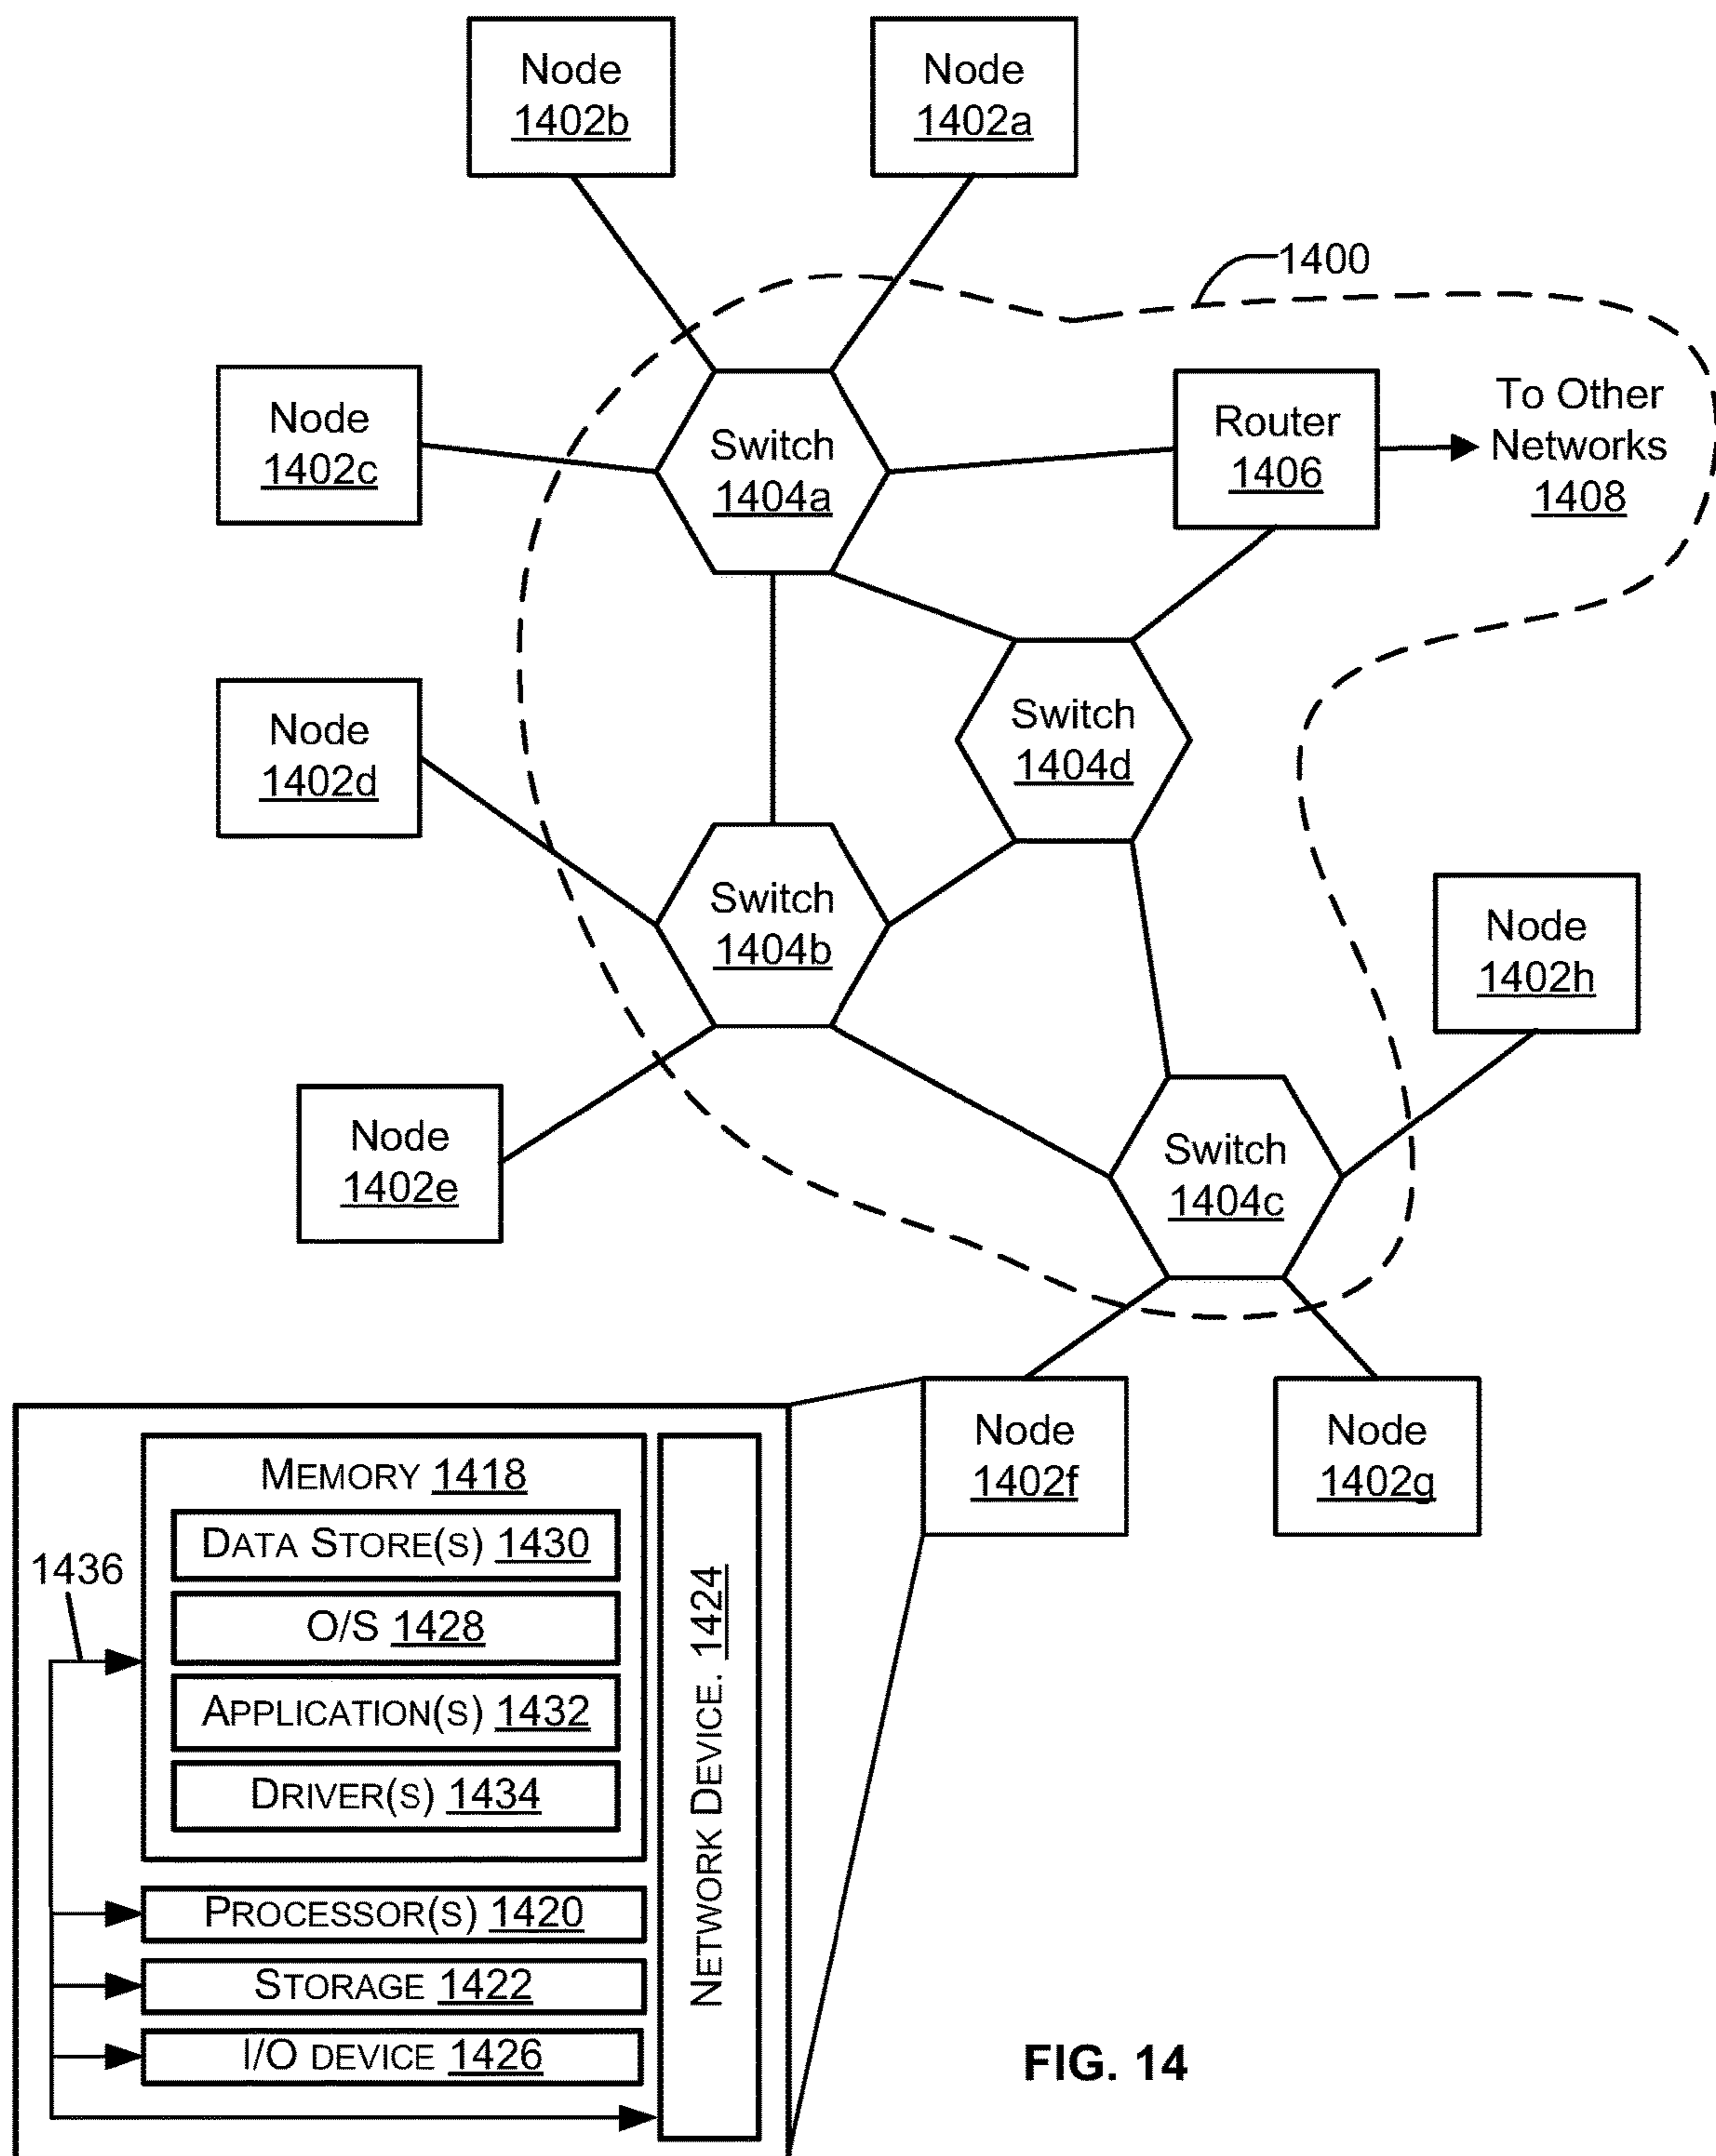 Node
1402b
Node
1402a
1400
Node
1402c
Switch
1404a
Router
1406
To Other
Networks
1408
Node
1402d
Switch
1404d
Switch
1404b
Node
1402h
Node
1402e
Switch
1404c
Node
1402f
Node
1402g
MEMORY 1418
DATA STORE(S) 1430
1436
O/S 1428
APPLICATION(S) 1432
DRIVER(S) 1434
PROCESSOR(S) 1420
STORAGE 1422
I/O DEVICE 1426
NETWORK DEVICE. 1424
FIG. 14